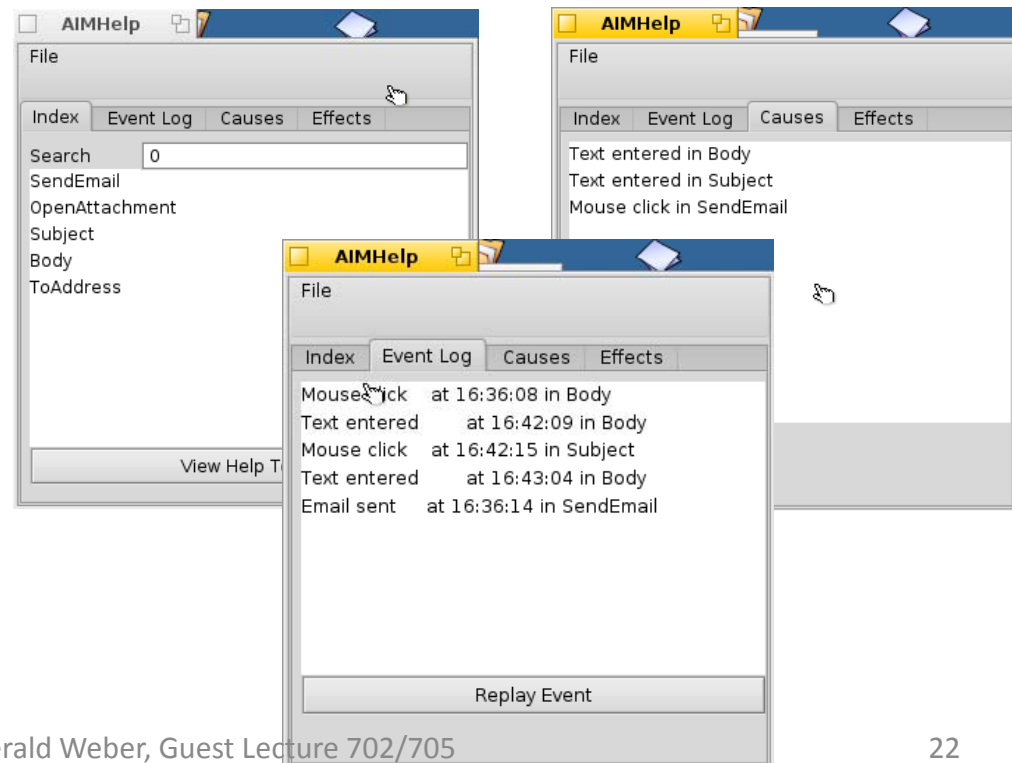 AIMHelp
File
Index Event Log Causes Effects
Search 0
SendEmail
OpenAttachment
Subject
Body
ToAddress
View Help
AIMHelp
File
Index Event Log Causes Effects
Text entered in Body
Text entered in Subject
Mouse click in SendEmail
AIMHelp
File
Index Event Log Causes Effects
Mouse click at 16:36:08 in Body
Text entered at 16:42:09 in Body
Mouse click at 16:42:15 in Subject
Text entered at 16:43:04 in Body
Email sent at 16:36:14 in SendEmail
Replay Event
Weber, Guest Lecture 702/705
22